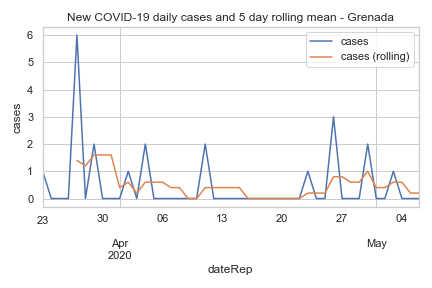 New COVID-19 daily cases and 5 day rolling mean - Grenada
cases
cases (rolling)
cases
6
5
4
3
2
1
0
23 30 06 13 20 27 04
Apr May
2020
dateRep